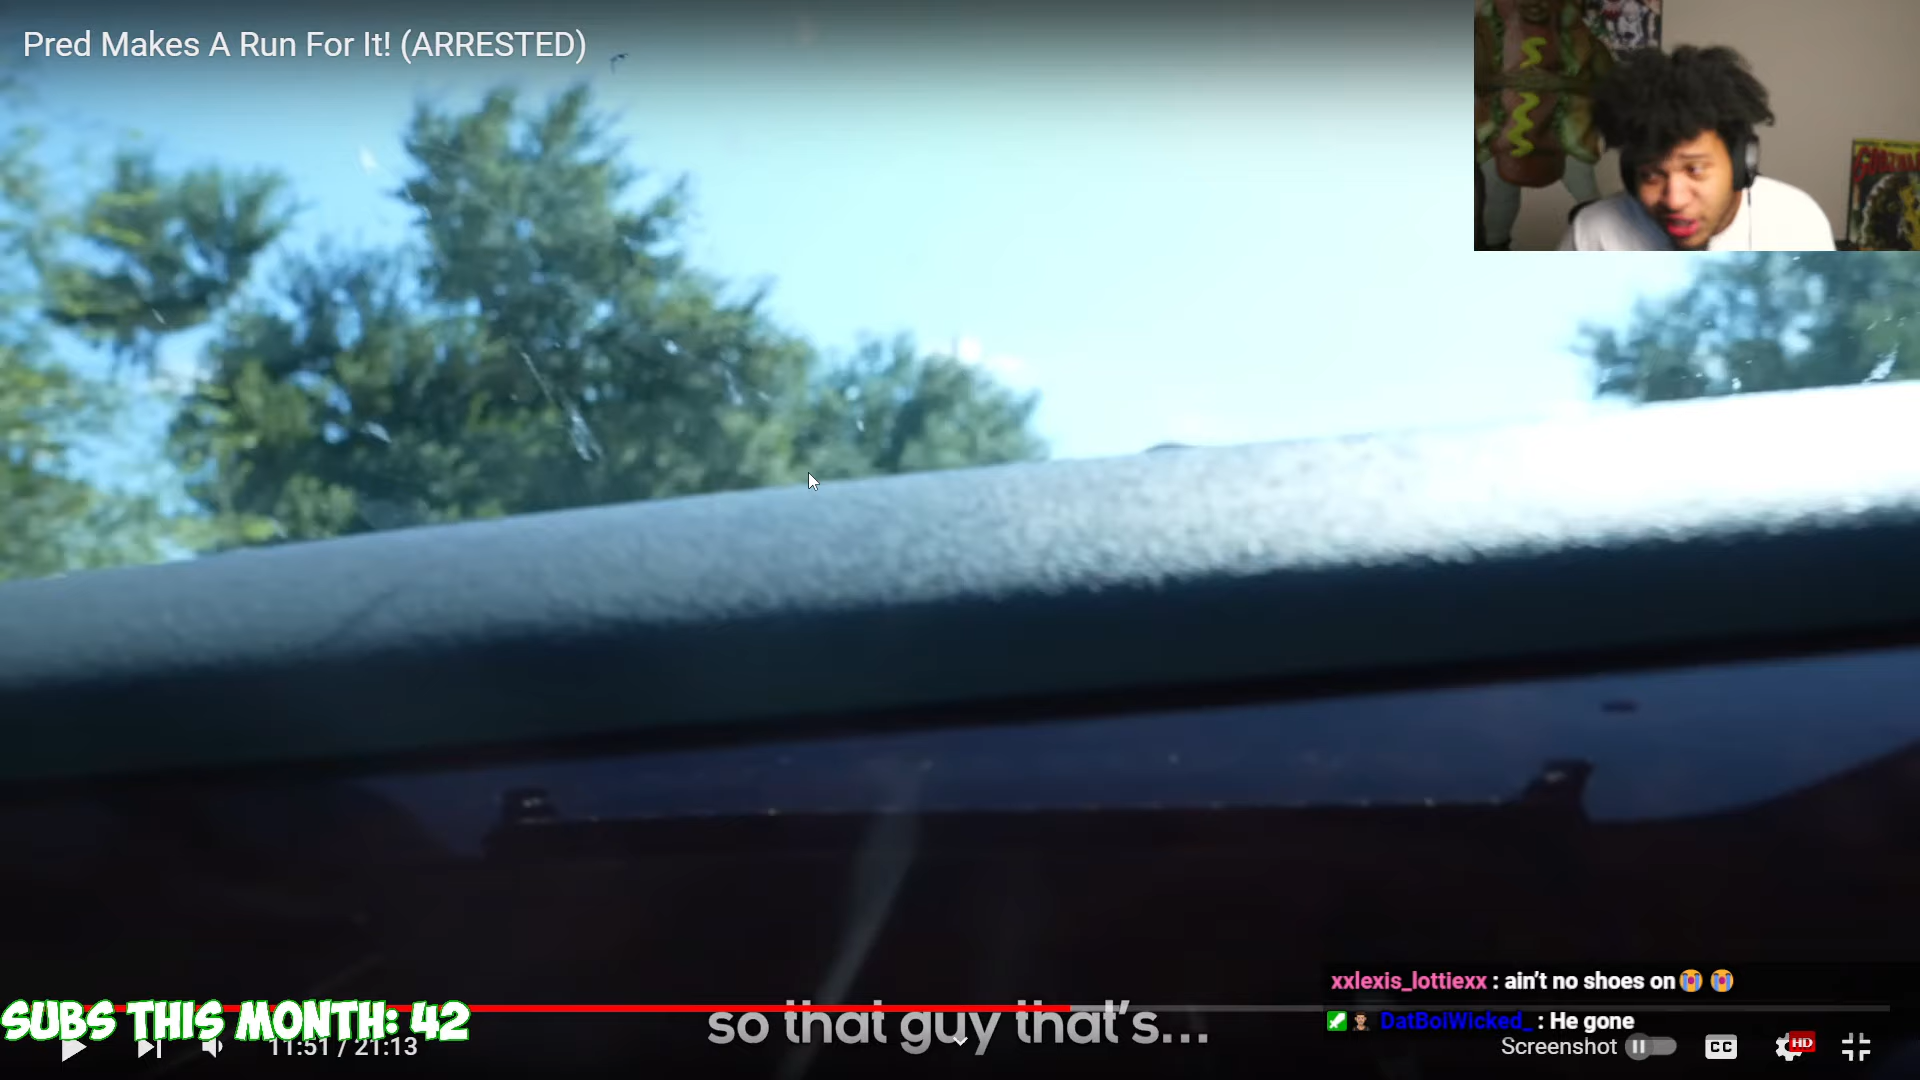 Pred Makes A Run For It! (ARRESTED)
xxlexis_lottiexx : ain't no shoes on😭 😭
SUBS THIS MONTH: 42
so that guy that's...
DatBoiWicked_ : He gone
11:51 / 21:13
Screenshot
CC
HD